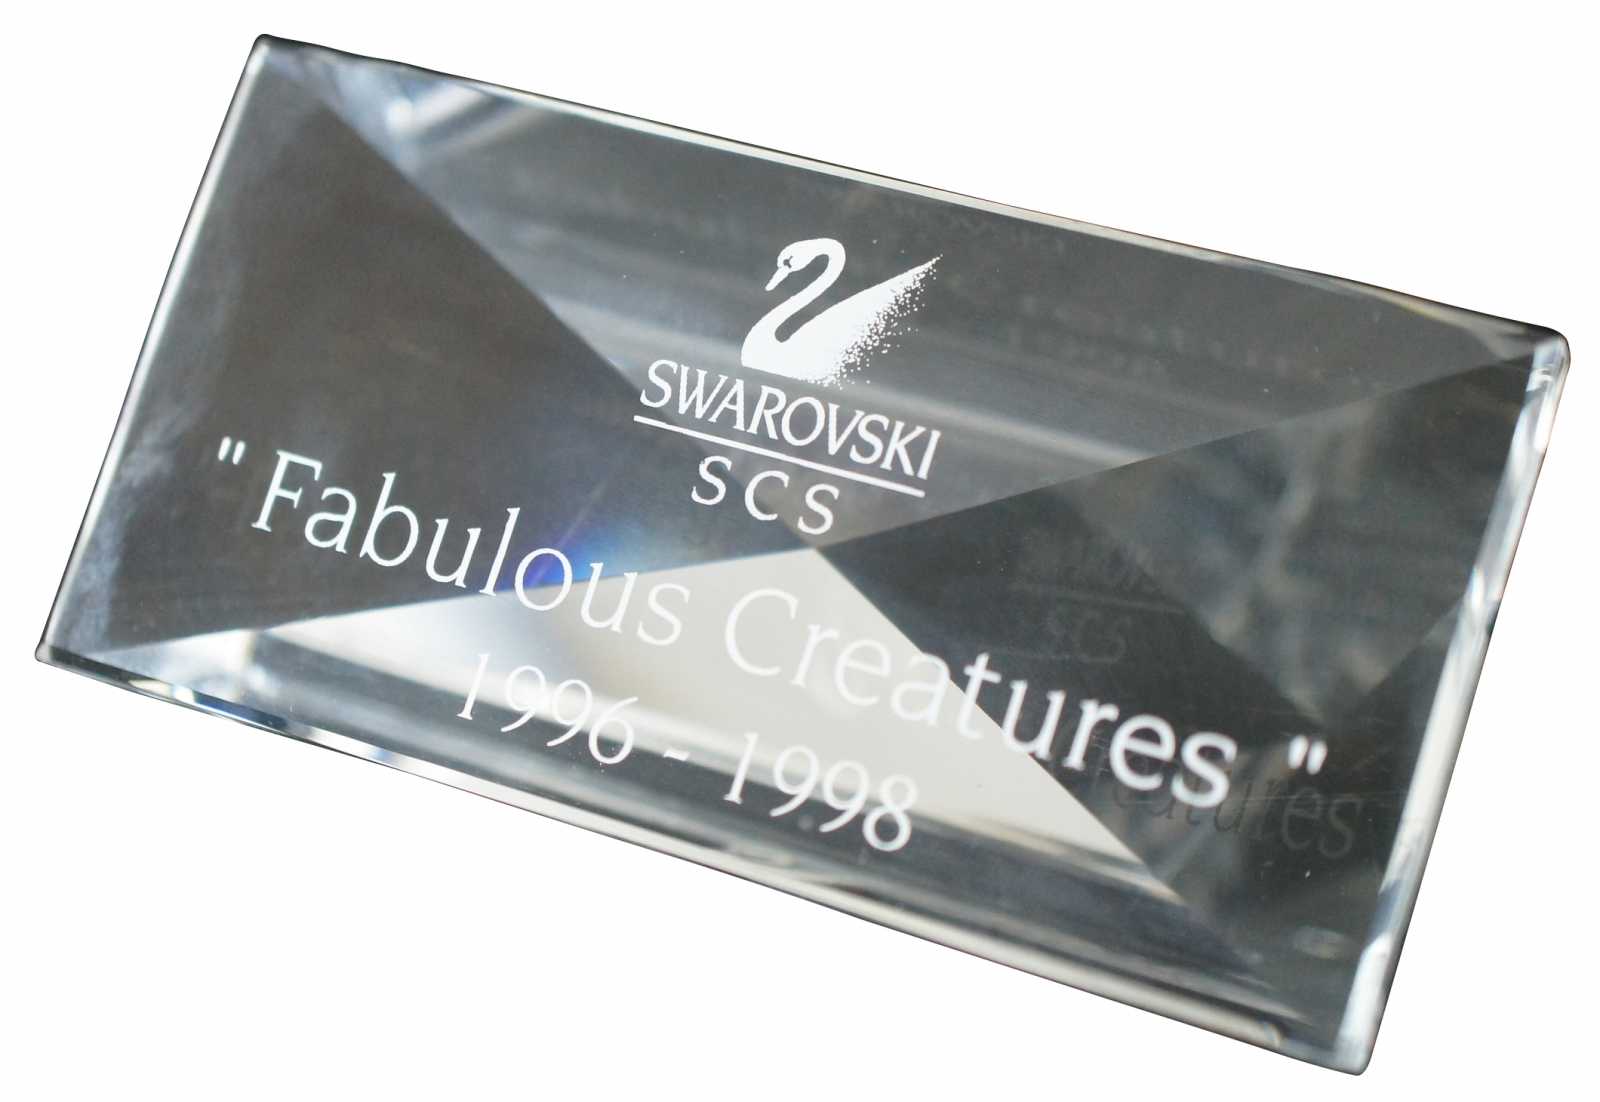 SWAROVSKI
SCS
" Fabulous Creatures "
1996 - 1998